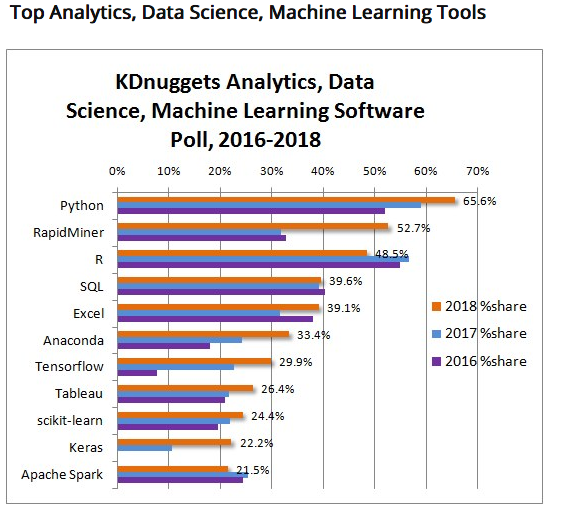 Top Analytics, Data Science, Machine Learning Tools
KDnuggets Analytics, Data
Science, Machine Learning Software
Poll, 2016-2018
0% 10% 20% 30% 40% 50% 60% 70%
Python 65.6%
RapidMiner 52.7%
R 48.5%
SQL 39.6%
Excel 39.1%
Anaconda 33.4%
Tensorflow 29.9%
Tableau 26.4%
scikit-learn 24.4%
Keras 22.2%
Apache Spark 21.5%
2018 %share
2017 %share
2016 %share